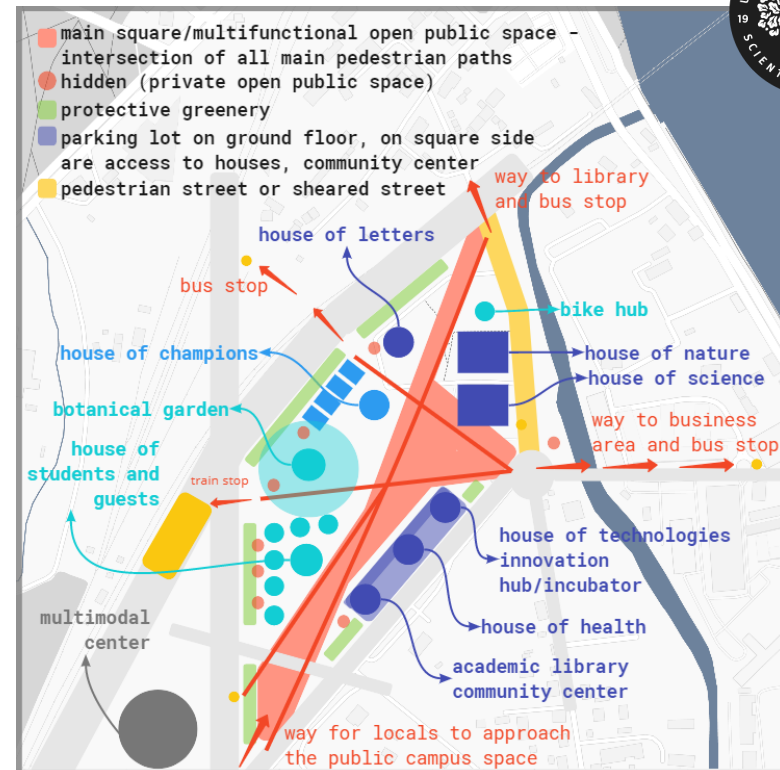 main square/multifunctional open public space -
intersection of all main pedestrian paths
hidden (private open public space)
protective greenery
parking lot on ground floor, on square side
are access to houses, community center
pedestrian street or sheared street
19
SCIENT
way to library
and bus stop
house of letters
bus stop
bike hub
house of champions
house of nature
house of science
botanical garden
way to business
area and bus stop
house of
students and
guests
train stop
house of technologies
innovation
hub/incubator
multimodal
center
house of health
academic library
community center
way for locals to approach
the public campus space